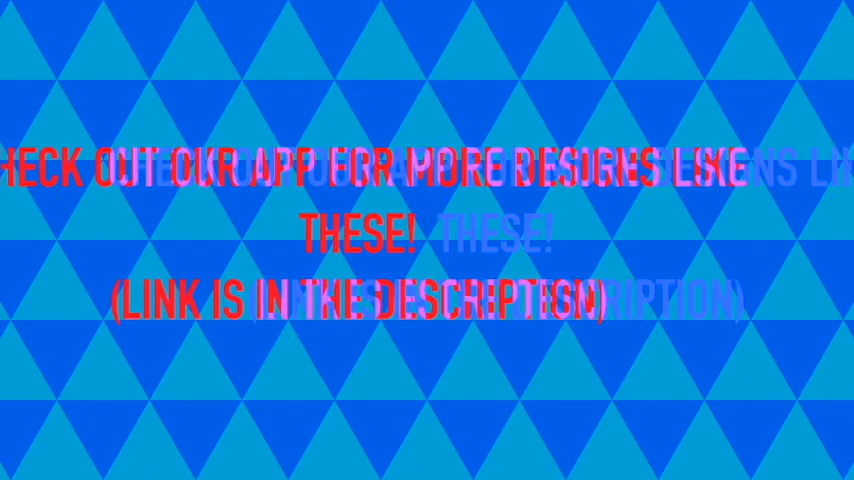 HECK OUT OUR APP FOR MORE DESIGNS LIKE
THESE!
(LINK IS IN THE DESCRIPTION)